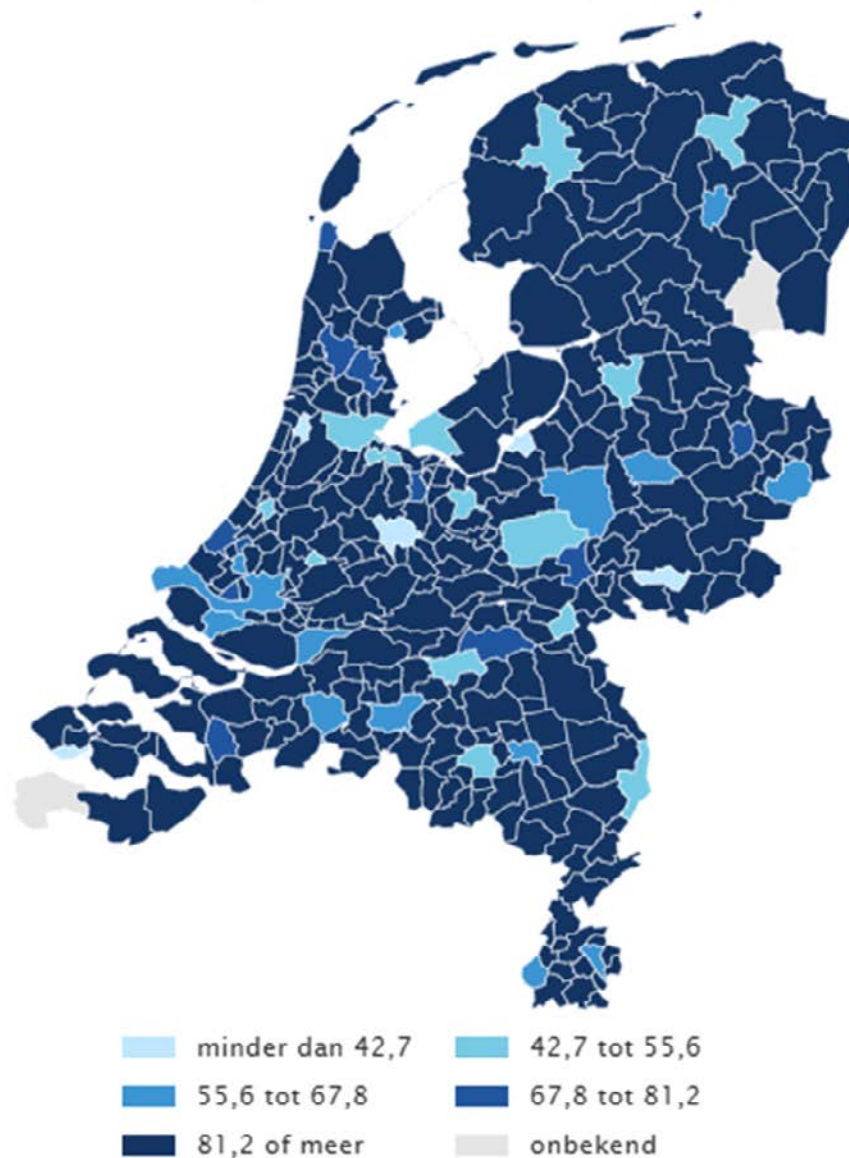 minder dan 42,7
42,7 tot 55,6
55,6 tot 67,8
67,8 tot 81,2
81,2 of meer
onbekend